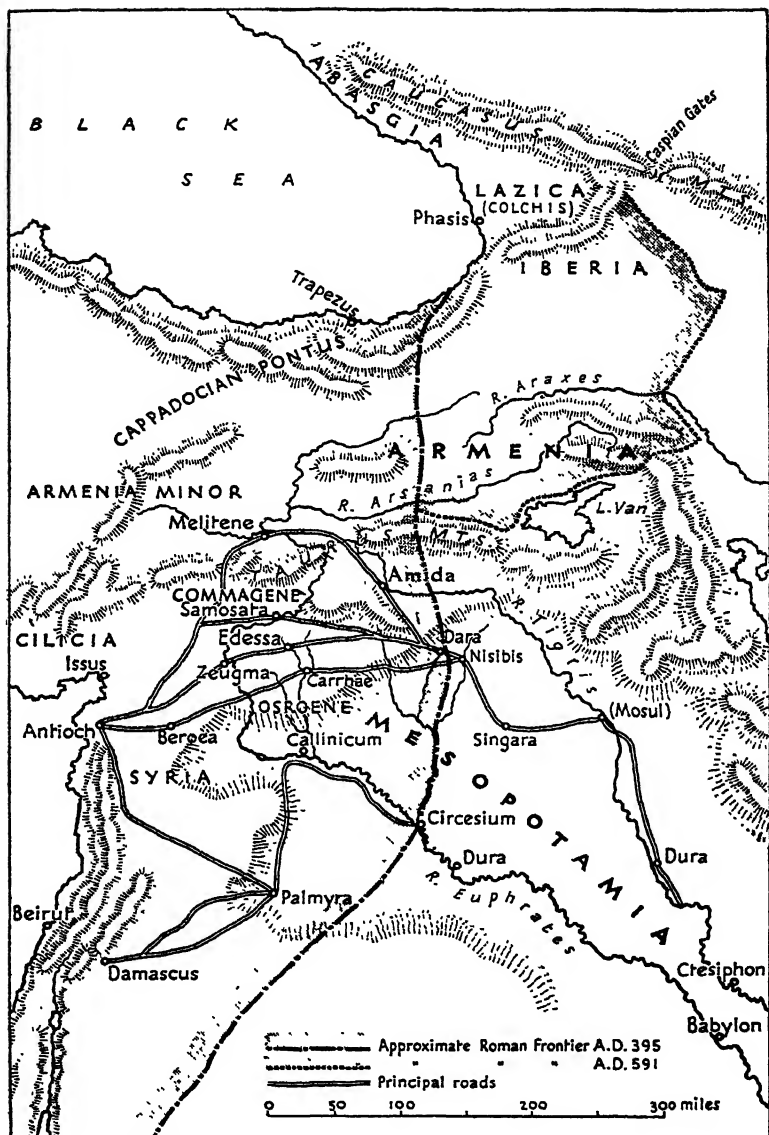 CAUCASUS MTS.
ABASGIA
Caspian Gates
BLACK
SEA
LAZICA
(COLCHIS)
Phasis
IBERIA
Trapezus
CAPPADOCIAN PONTUS
R. Araxes
ARMENIA
ARMENIA MINOR
R. Arsanias
L. Van
Melitene
TAURUS MTS.
Amida
COMMAGENE
Samosata
R. Tigris
CILICIA
Issus
Edessa
Dara
Nisibis
Zeugma
Carrhae
(Mosul)
OSROENE
Antioch
Beroea
Callinicum
Singara
SYRIA
MESOPOTAMIA
Circesium
Dura
Dura
Palmyra
R. Euphrates
Beirut
Damascus
Ctesiphon
Babylon
Approximate Roman Frontier A.D. 395
" " " A.D. 591
Principal roads
0 50 100 200 300 miles